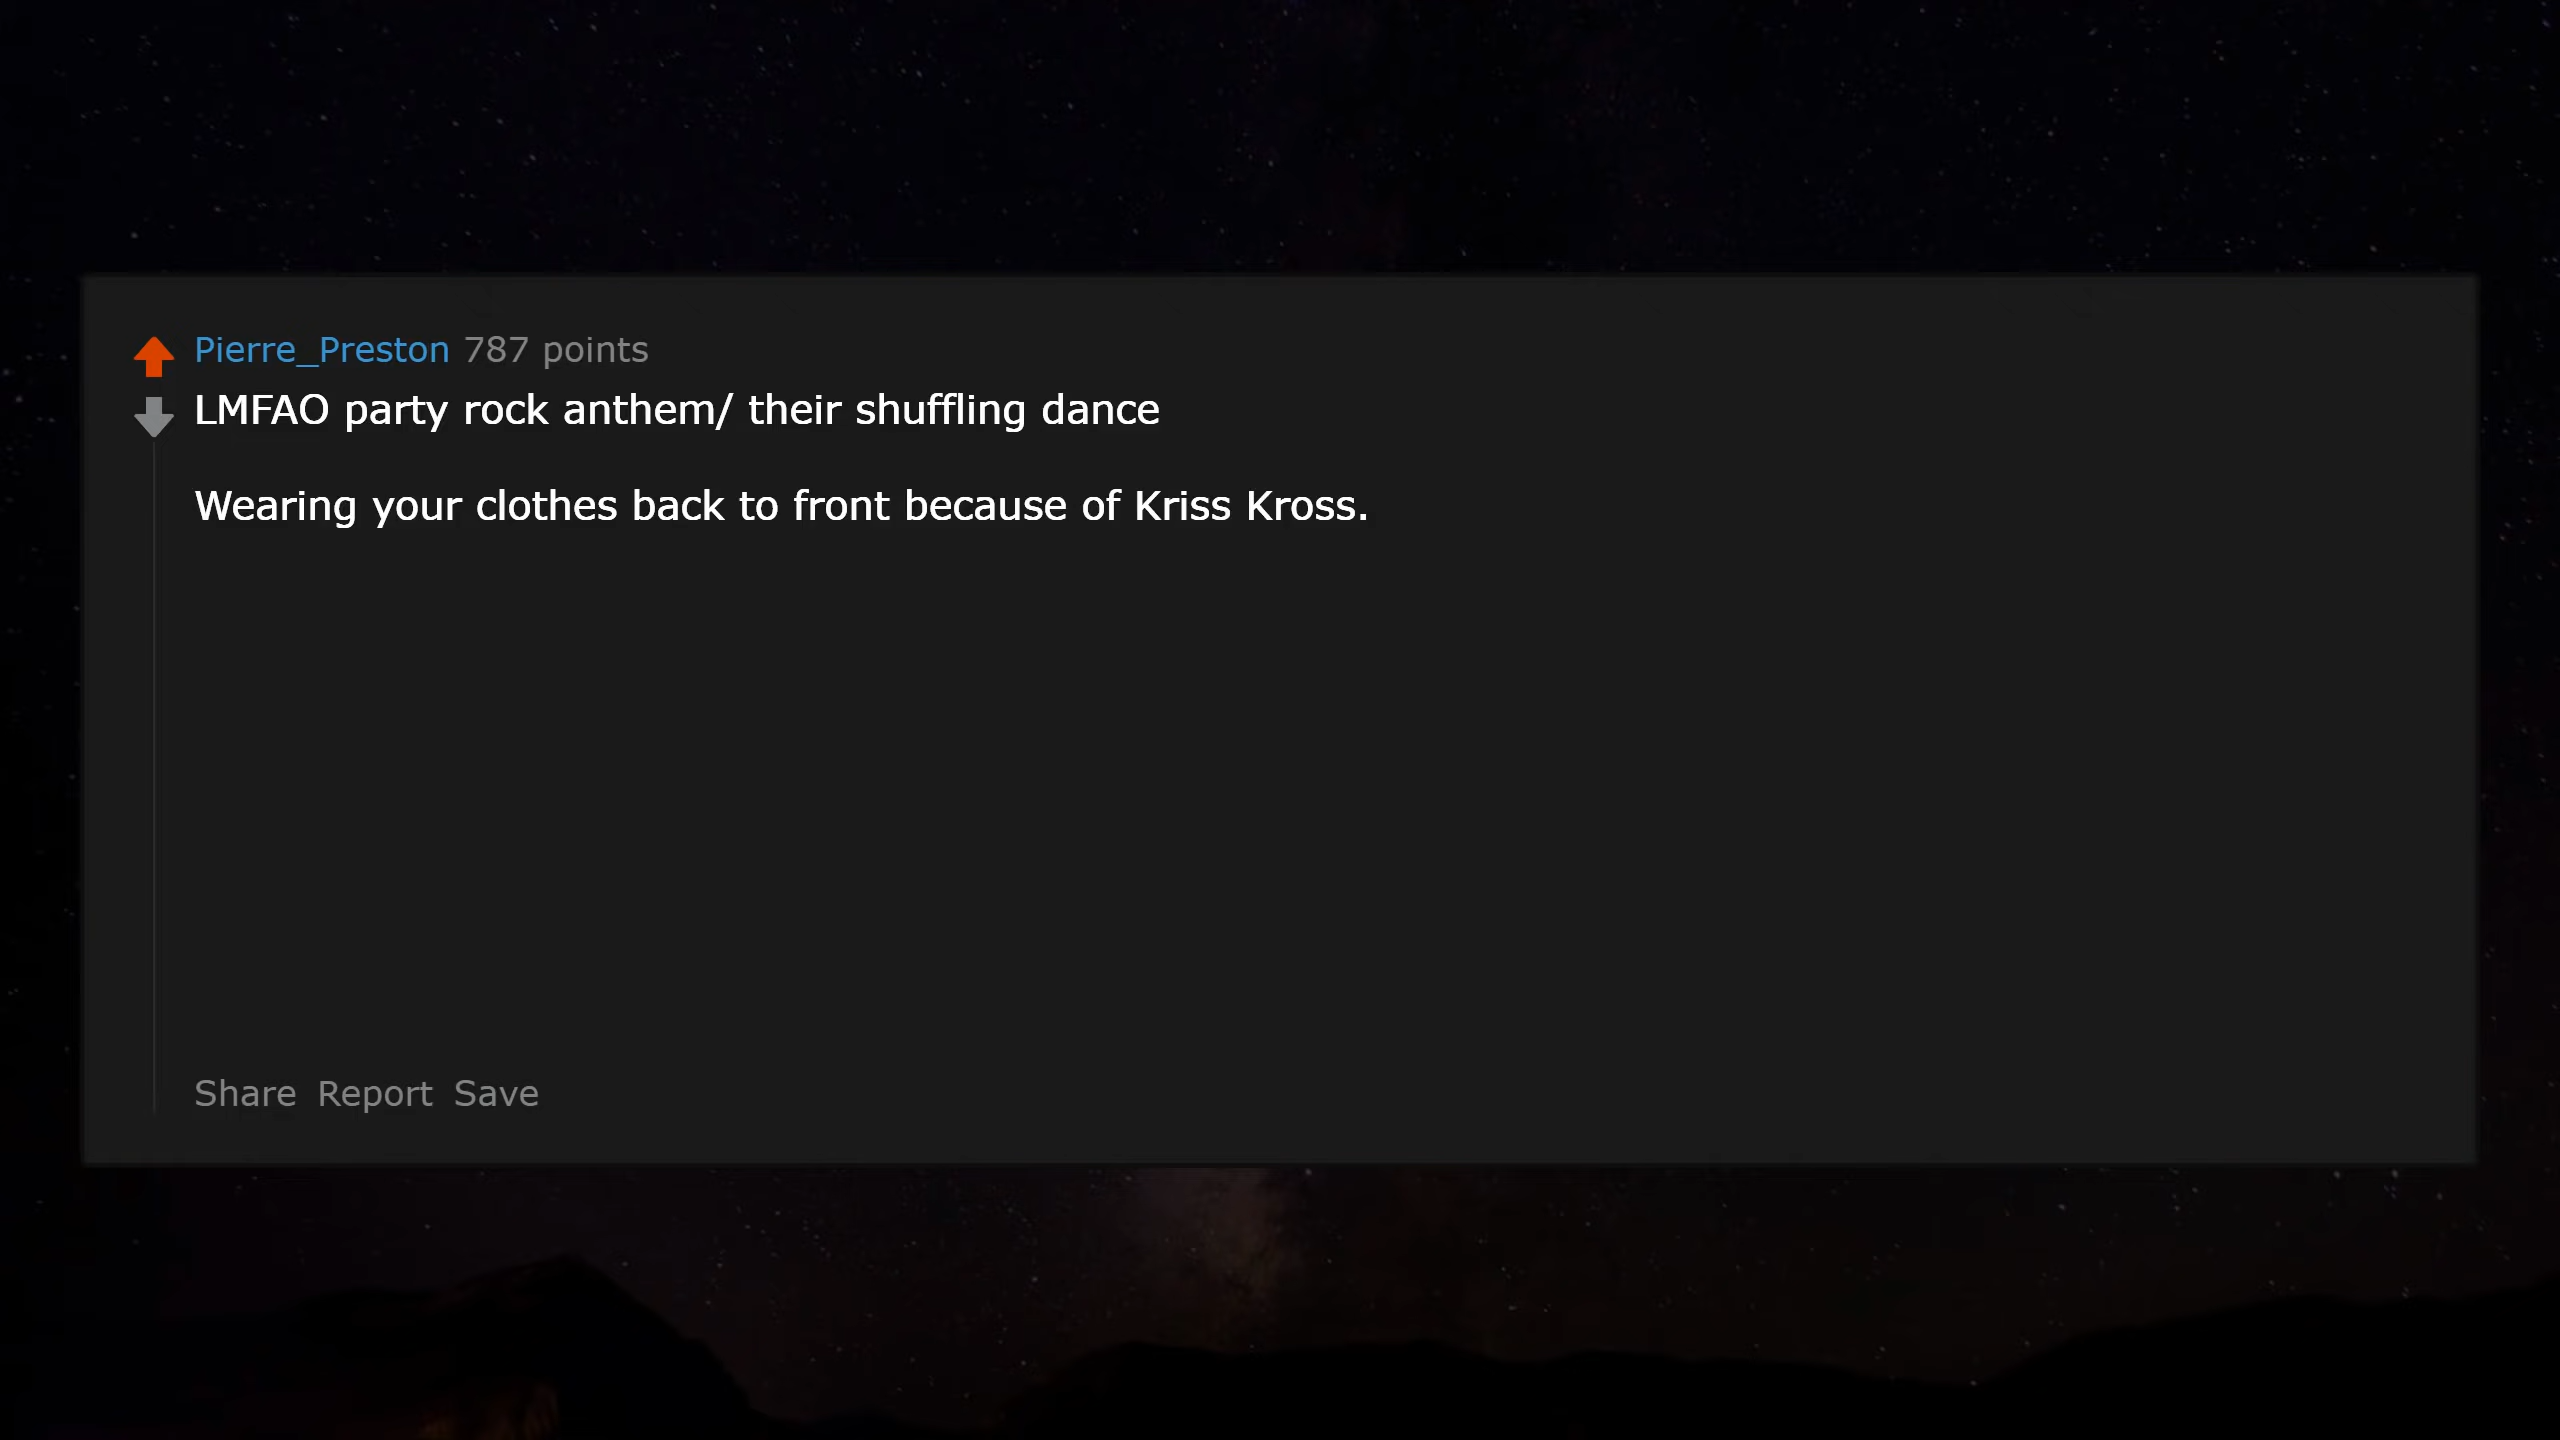 Pierre_Preston 787 points
LMFAO party rock anthem/ their shuffling dance
Wearing your clothes back to front because of Kriss Kross.
Share Report Save